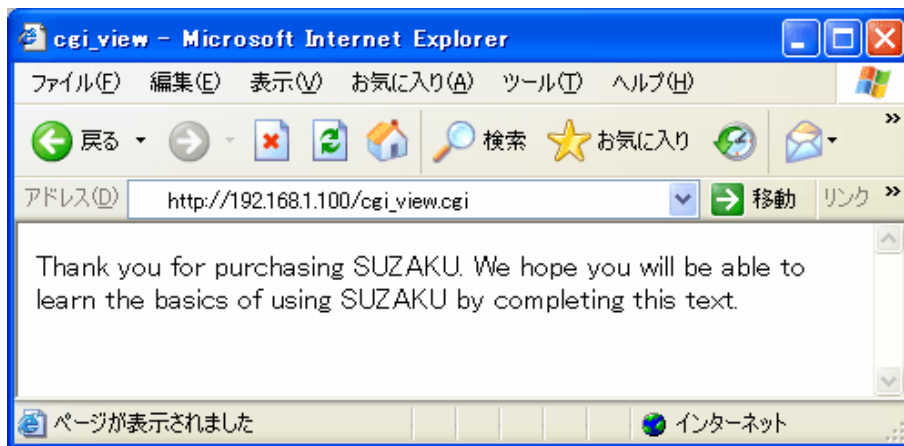 cgi_view - Microsoft Internet Explorer
ファイル(F) 編集(E) 表示(V) お気に入り(A) ツール(T) ヘルプ(H)
戻る 検索 お気に入り »
アドレス(D) http://192.168.1.100/cgi_view.cgi 移動 リンク »
Thank you for purchasing SUZAKU. We hope you will be able to
learn the basics of using SUZAKU by completing this text.
ページが表示されました インターネット